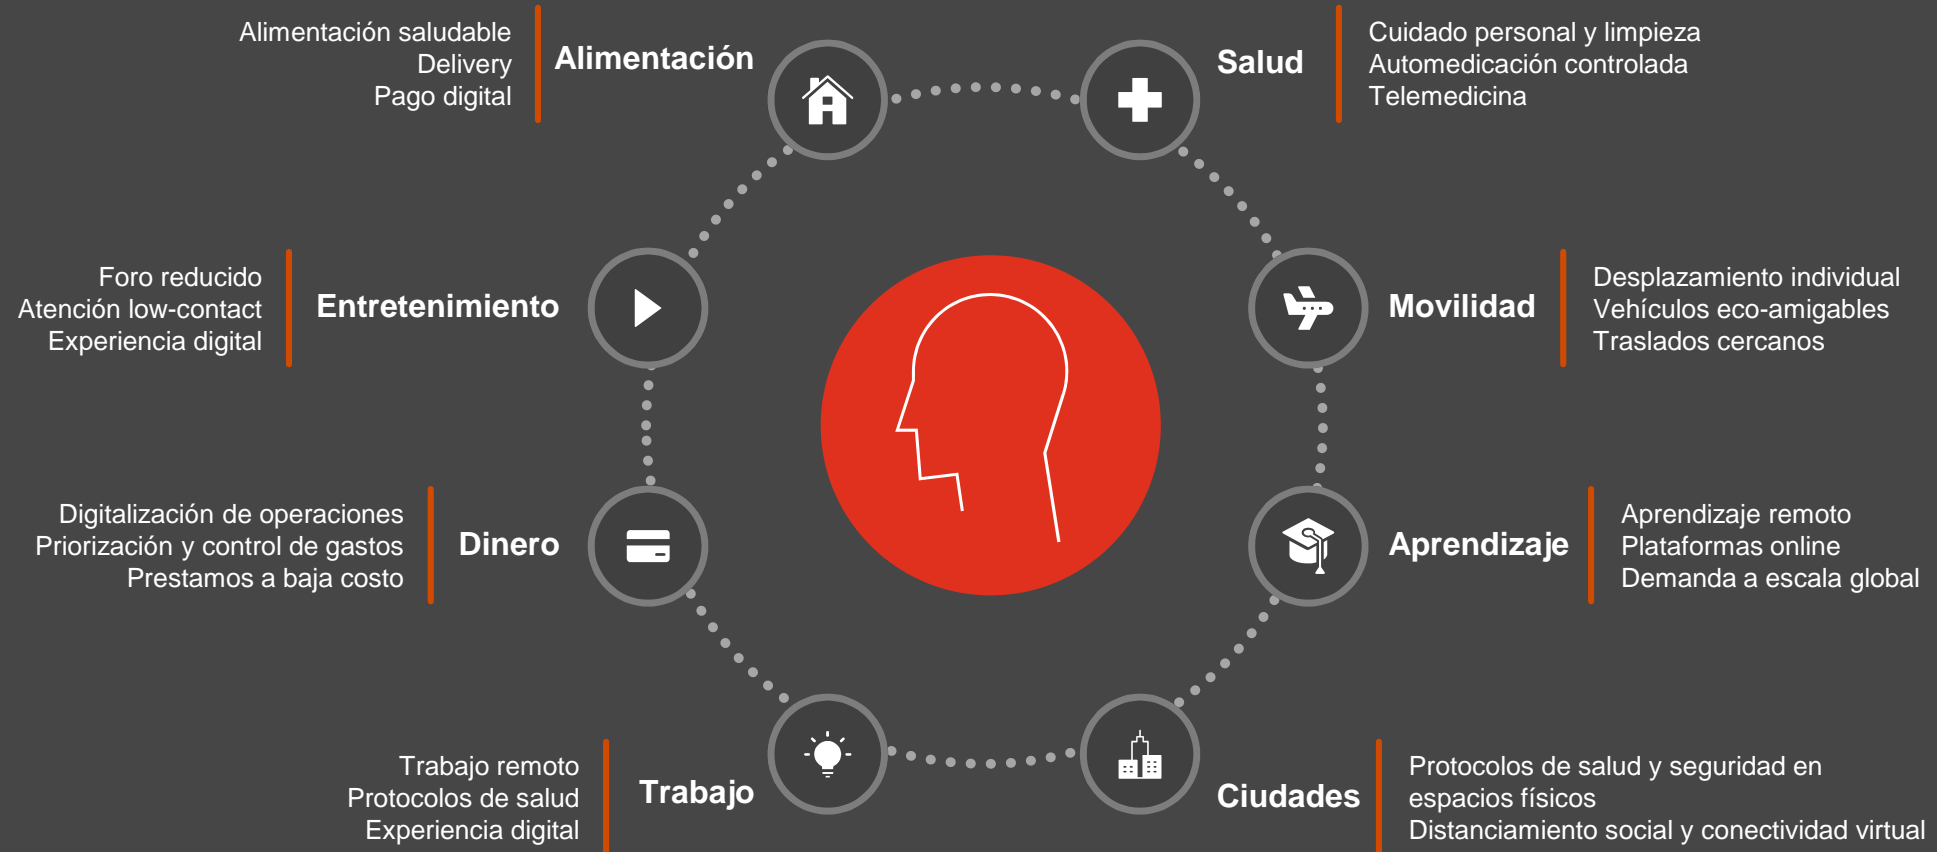 Alimentación saludable
Delivery
Pago digital
Alimentación
Salud
Cuidado personal y limpieza
Automedicación controlada
Telemedicina
Foro reducido
Atención low-contact
Experiencia digital
Entretenimiento
Movilidad
Desplazamiento individual
Vehículos eco-amigables
Traslados cercanos
Digitalización de operaciones
Priorización y control de gastos
Prestamos a baja costo
Dinero
Aprendizaje
Aprendizaje remoto
Plataformas online
Demanda a escala global
Trabajo remoto
Protocolos de salud
Experiencia digital
Trabajo
Ciudades
Protocolos de salud y seguridad en
espacios físicos
Distanciamiento social y conectividad virtual